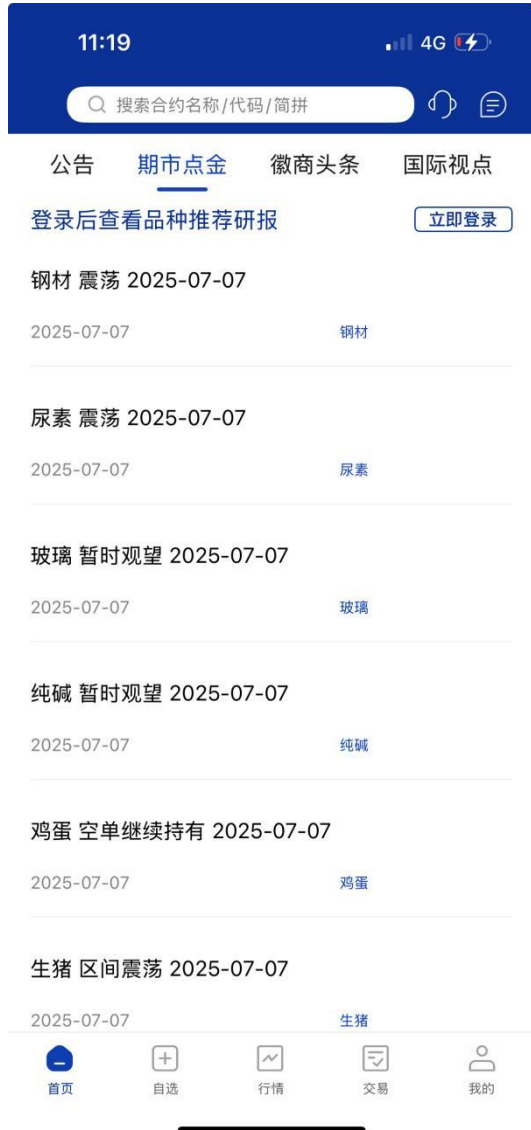 11:19 4G
搜索合约名称/代码/简拼
公告 期市点金 徽商头条 国际视点
登录后查看品种推荐研报 立即登录
钢材 震荡 2025-07-07
2025-07-07 钢材
尿素 震荡 2025-07-07
2025-07-07 尿素
玻璃 暂时观望 2025-07-07
2025-07-07 玻璃
纯碱 暂时观望 2025-07-07
2025-07-07 纯碱
鸡蛋 空单继续持有 2025-07-07
2025-07-07 鸡蛋
生猪 区间震荡 2025-07-07
2025-07-07 生猪
首页 自选 行情 交易 我的